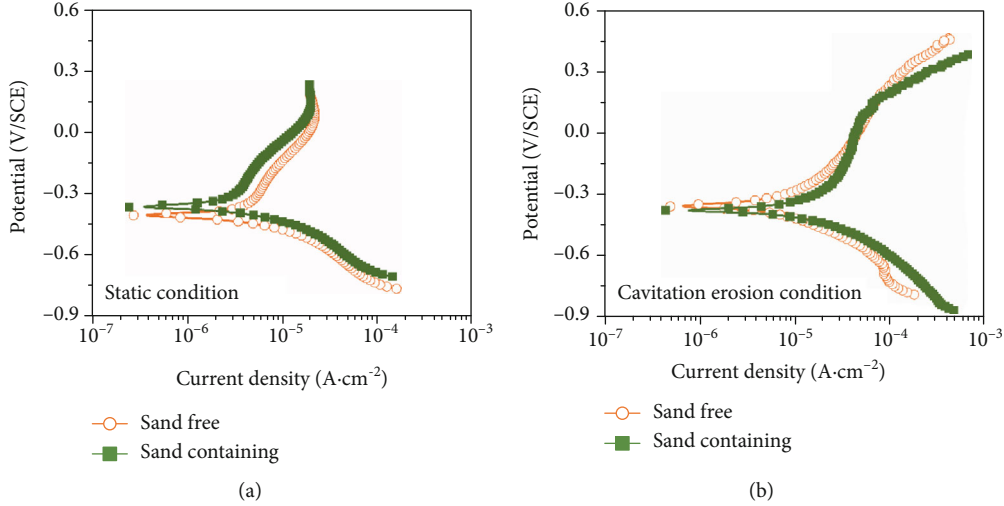 0.6
0.3
0.0
−0.3
−0.6
−0.9
Potential (V/SCE)
Static condition
10−7
10−6
10−5
10−4
10−3
Current density (A·cm−2)
Sand free
Sand containing
(a)
0.6
0.3
0.0
−0.3
−0.6
−0.9
Potential (V/SCE)
Cavitation erosion condition
10−7
10−6
10−5
10−4
10−3
Current density (A·cm−2)
Sand free
Sand containing
(b)